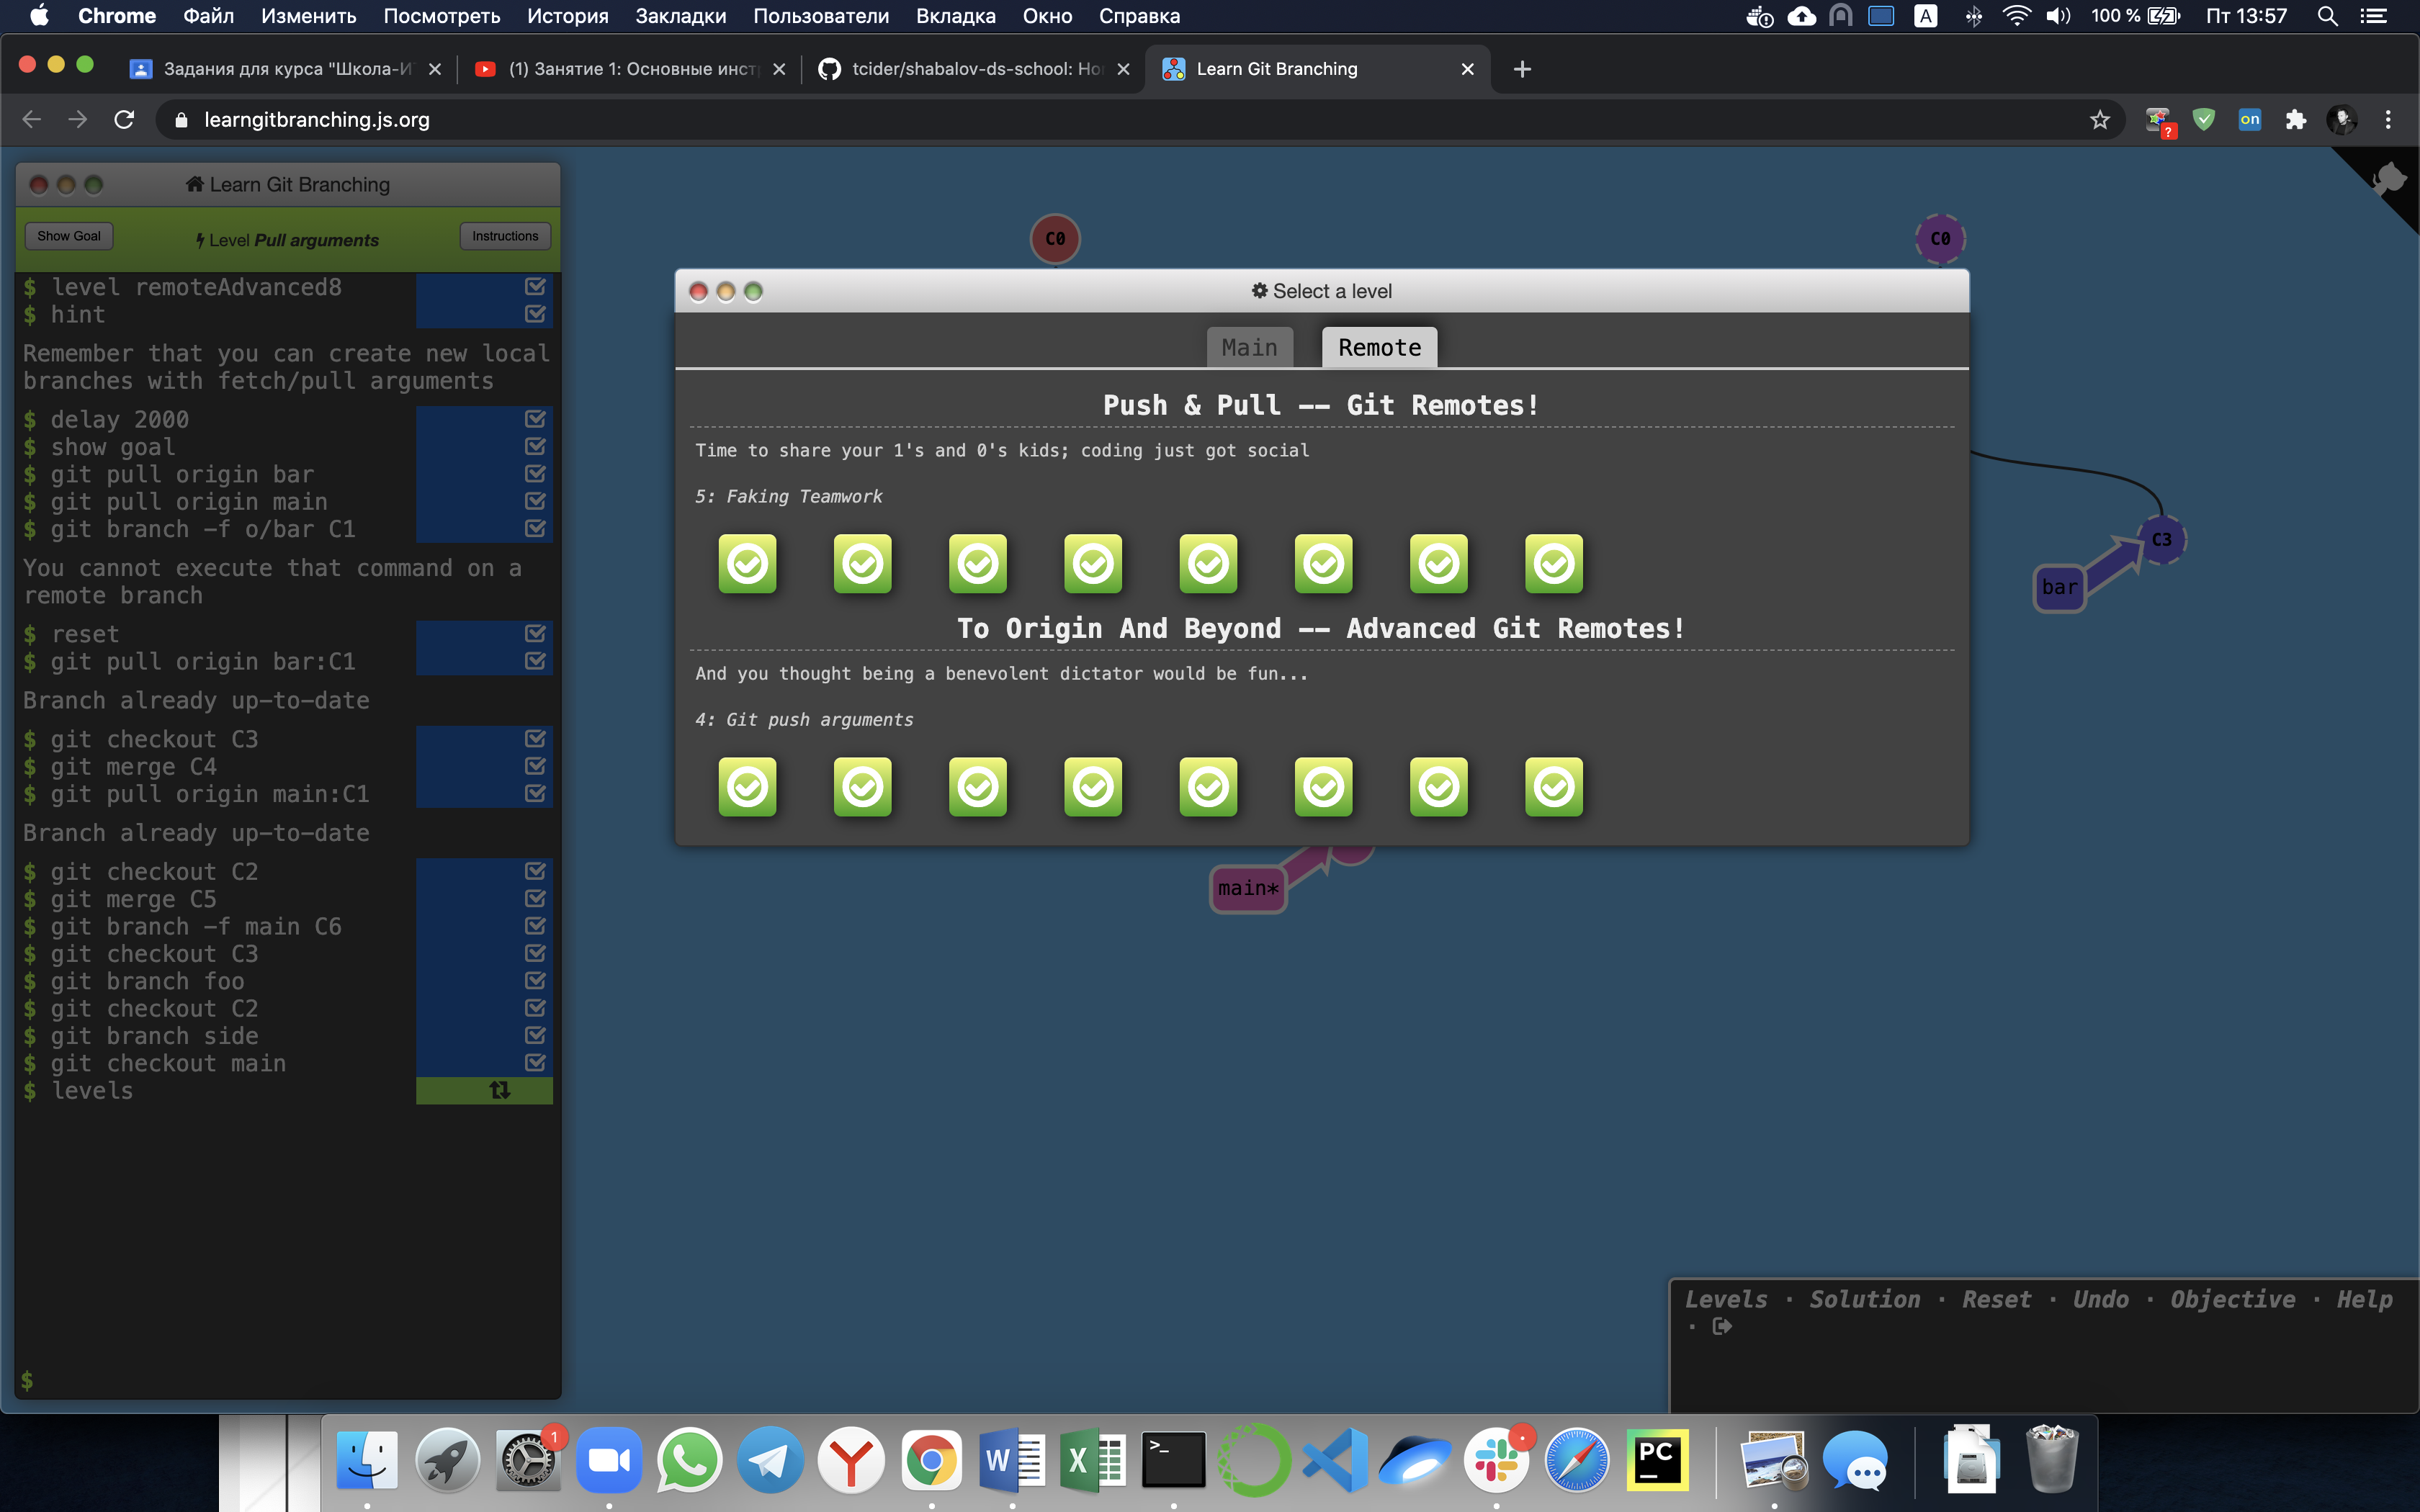 Chrome Файл Изменить Посмотреть История Закладки Пользователи Вкладка Окно Справка A 100 % Пт 13:57
Задания для курса "Школа-И (1) Занятие 1: Основные инст tcider/shabalov-ds-school: Ho Learn Git Branching
learngitbranching.js.org ? on
Learn Git Branching
Show Goal Level Pull arguments Instructions
$ level remoteAdvanced8
$ hint
Remember that you can create new local
branches with fetch/pull arguments
$ delay 2000
$ show goal
$ git pull origin bar
$ git pull origin main
$ git branch -f o/bar C1
You cannot execute that command on a
remote branch
$ reset
$ git pull origin bar:C1
Branch already up-to-date
$ git checkout C3
$ git merge C4
$ git pull origin main:C1
Branch already up-to-date
$ git checkout C2
$ git merge C5
$ git branch -f main C6
$ git checkout C3
$ git branch foo
$ git checkout C2
$ git branch side
$ git checkout main
$ levels
$
C0 C0
Select a level
Main Remote
Push & Pull -- Git Remotes!
Time to share your 1's and 0's kids; coding just got social
5: Faking Teamwork
To Origin And Beyond -- Advanced Git Remotes!
And you thought being a benevolent dictator would be fun...
4: Git push arguments
C3
bar
main*
Levels · Solution · Reset · Undo · Objective · Help
·
1 W X >_ PC